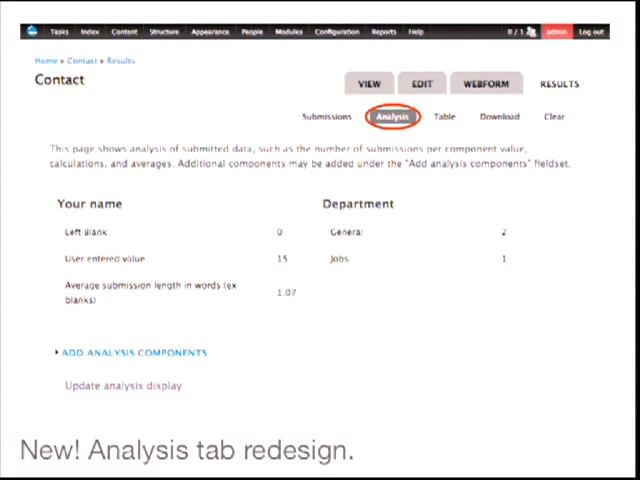 Tasks Index Content Structure Appearance People Modules Configuration Reports Help 0 / 1 admin Log out
Home » Contact » Results
Contact
VIEW EDIT WEBFORM RESULTS
Submissions Analysis Table Download Clear
This page shows analysis of submitted data, such as the number of submissions per component value,
calculations, and averages. Additional components may be added under the "Add analysis components" fieldset.
Your name Department
Left Blank 0 General 2
User entered value 15 Jobs 1
Average submission length in words (ex
blanks) 1.07
ADD ANALYSIS COMPONENTS
Update analysis display
New! Analysis tab redesign.